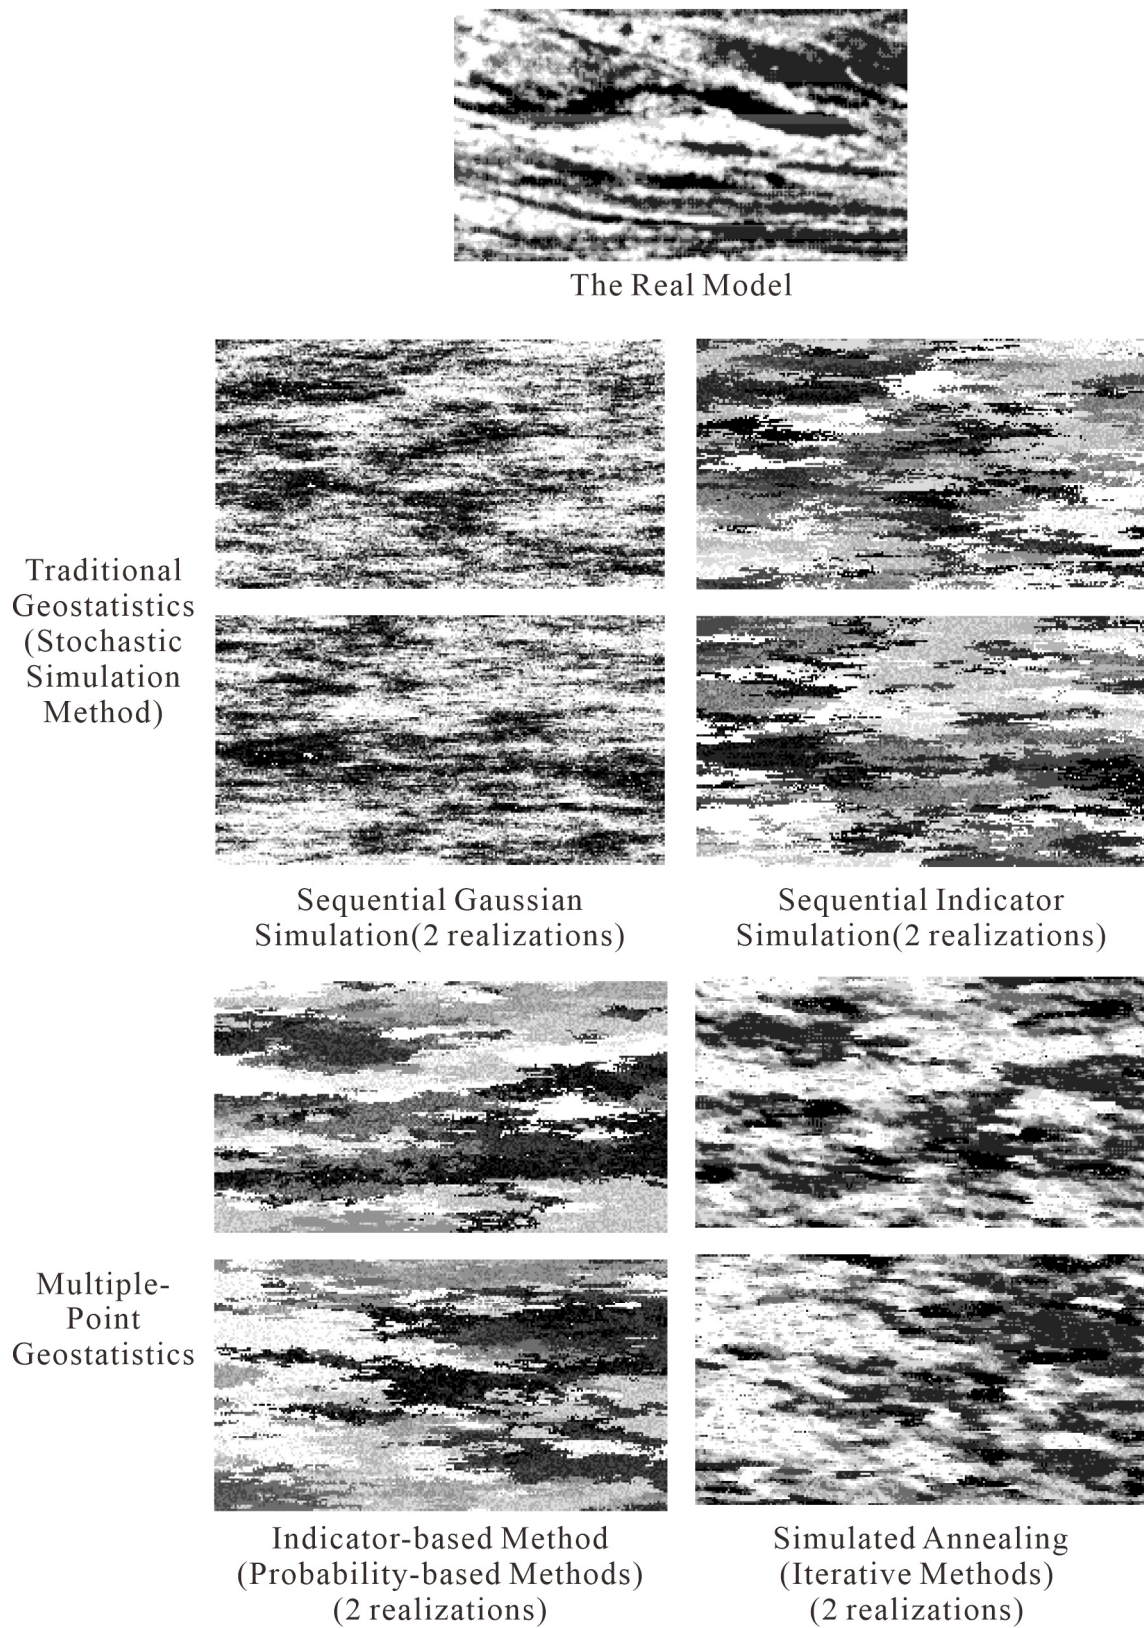 The Real Model
Traditional
Geostatistics
(Stochastic
Simulation
Method)
Sequential Gaussian
Simulation(2 realizations)
Sequential Indicator
Simulation(2 realizations)
Multiple-
Point
Geostatistics
Indicator-based Method
(Probability-based Methods)
(2 realizations)
Simulated Annealing
(Iterative Methods)
(2 realizations)